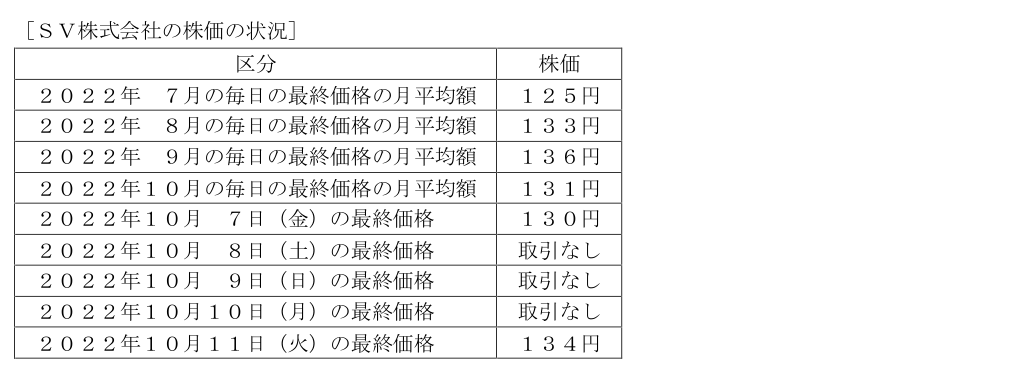 ［ＳＶ株式会社の株価の状況］
区分 株価
２０２２年　７月の毎日の最終価格の月平均額 １２５円
２０２２年　８月の毎日の最終価格の月平均額 １３３円
２０２２年　９月の毎日の最終価格の月平均額 １３６円
２０２２年１０月の毎日の最終価格の月平均額 １３１円
２０２２年１０月　７日（金）の最終価格 １３０円
２０２２年１０月　８日（土）の最終価格 取引なし
２０２２年１０月　９日（日）の最終価格 取引なし
２０２２年１０月１０日（月）の最終価格 取引なし
２０２２年１０月１１日（火）の最終価格 １３４円